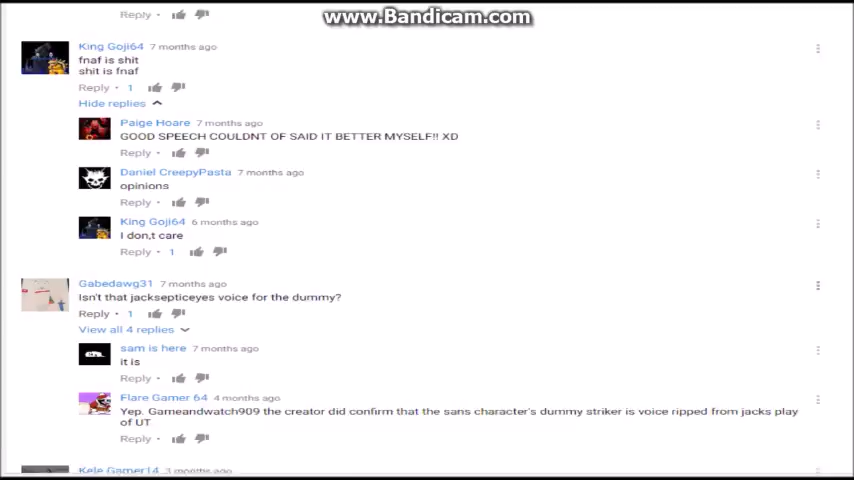 www.Bandicam.com
Reply •
King Goji64 7 months ago
fnaf is shit
shit is fnaf
Reply • 1
Hide replies
Paige Hoare 7 months ago
GOOD SPEECH COULDNT OF SAID IT BETTER MYSELF!! XD
Reply •
Daniel CreepyPasta 7 months ago
opinions
Reply •
King Goji64 6 months ago
I don,t care
Reply • 1
Gabedawg31 7 months ago
Isn't that jacksepticeyes voice for the dummy?
Reply • 1
View all 4 replies
sam is here 7 months ago
it is
Reply •
Flare Gamer 64 4 months ago
Yep. Gameandwatch909 the creator did confirm that the sans character's dummy striker is voice ripped from jacks play
of UT
Reply •
Kele Gamer14 3 months ago